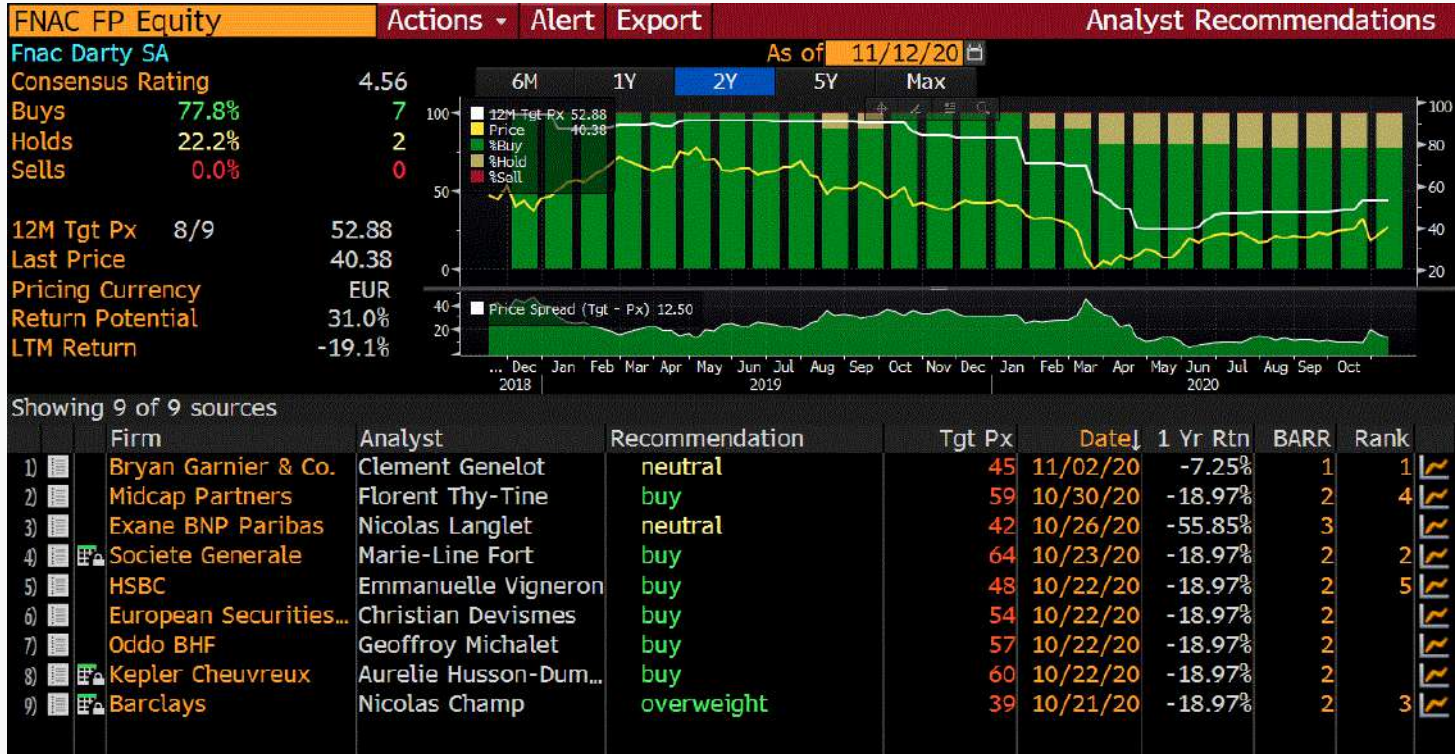 FNAC FP Equity Actions Alert Export Analyst Recommendations
Fnac Darty SA As of 11/12/20
Consensus Rating 4.56 6M 1Y 2Y 5Y Max
Buys 77.8% 7
Holds 22.2% 2
Sells 0.0% 0
12M Tgt Px 8/9 52.88
Last Price 40.38
Pricing Currency EUR
Return Potential 31.0%
LTM Return -19.1%
12M Tgt Px 52.88
Price 40.38
%Buy
%Hold
%Sell
100
50
0
100
80
60
40
20
Price Spread (Tgt - Px) 12.50
40
20
... Dec Jan Feb Mar Apr May Jun Jul Aug Sep Oct Nov Dec Jan Feb Mar Apr May Jun Jul Aug Sep Oct
2018 2019 2020
Showing 9 of 9 sources
Firm Analyst Recommendation Tgt Px Date↓ 1 Yr Rtn BARR Rank
1) Bryan Garnier & Co. Clement Genelot neutral 45 11/02/20 -7.25% 1 1
2) Midcap Partners Florent Thy-Tine buy 59 10/30/20 -18.97% 2 4
3) Exane BNP Paribas Nicolas Langlet neutral 42 10/26/20 -55.85% 3
4) Societe Generale Marie-Line Fort buy 64 10/23/20 -18.97% 2 2
5) HSBC Emmanuelle Vigneron buy 48 10/22/20 -18.97% 2 5
6) European Securities... Christian Devismes buy 54 10/22/20 -18.97% 2
7) Oddo BHF Geoffroy Michalet buy 57 10/22/20 -18.97% 2
8) Kepler Cheuvreux Aurelie Husson-Dum... buy 60 10/22/20 -18.97% 2
9) Barclays Nicolas Champ overweight 39 10/21/20 -18.97% 2 3